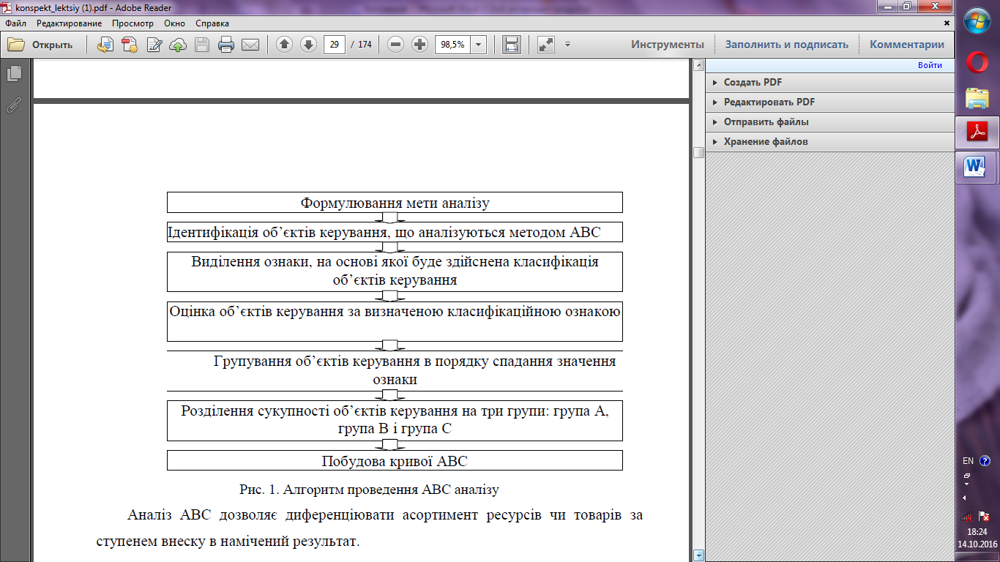 konspekt_lektsiy (1).pdf - Adobe Reader
Файл Редактирование Просмотр Окно Справка
Открыть 29 / 174 98,5% Инструменты Заполнить и подписать Комментарии
Войти
Создать PDF
Редактировать PDF
Отправить файлы
Хранение файлов
Формулювання мети аналізу
Ідентифікація об’єктів керування, що аналізуються методом АВС
Виділення ознаки, на основі якої буде здійснена класифікація
об’єктів керування
Оцінка об’єктів керування за визначеною класифікаційною ознакою
Групування об’єктів керування в порядку спадання значення
ознаки
Розділення сукупності об’єктів керування на три групи: група А,
група В і група С
Побудова кривої АВС
Рис. 1. Алгоритм проведення АВС аналізу
Аналіз АВС дозволяє диференціювати асортимент ресурсів чи товарів за
ступенем внеску в намічений результат.
EN
18:24
14.10.2016